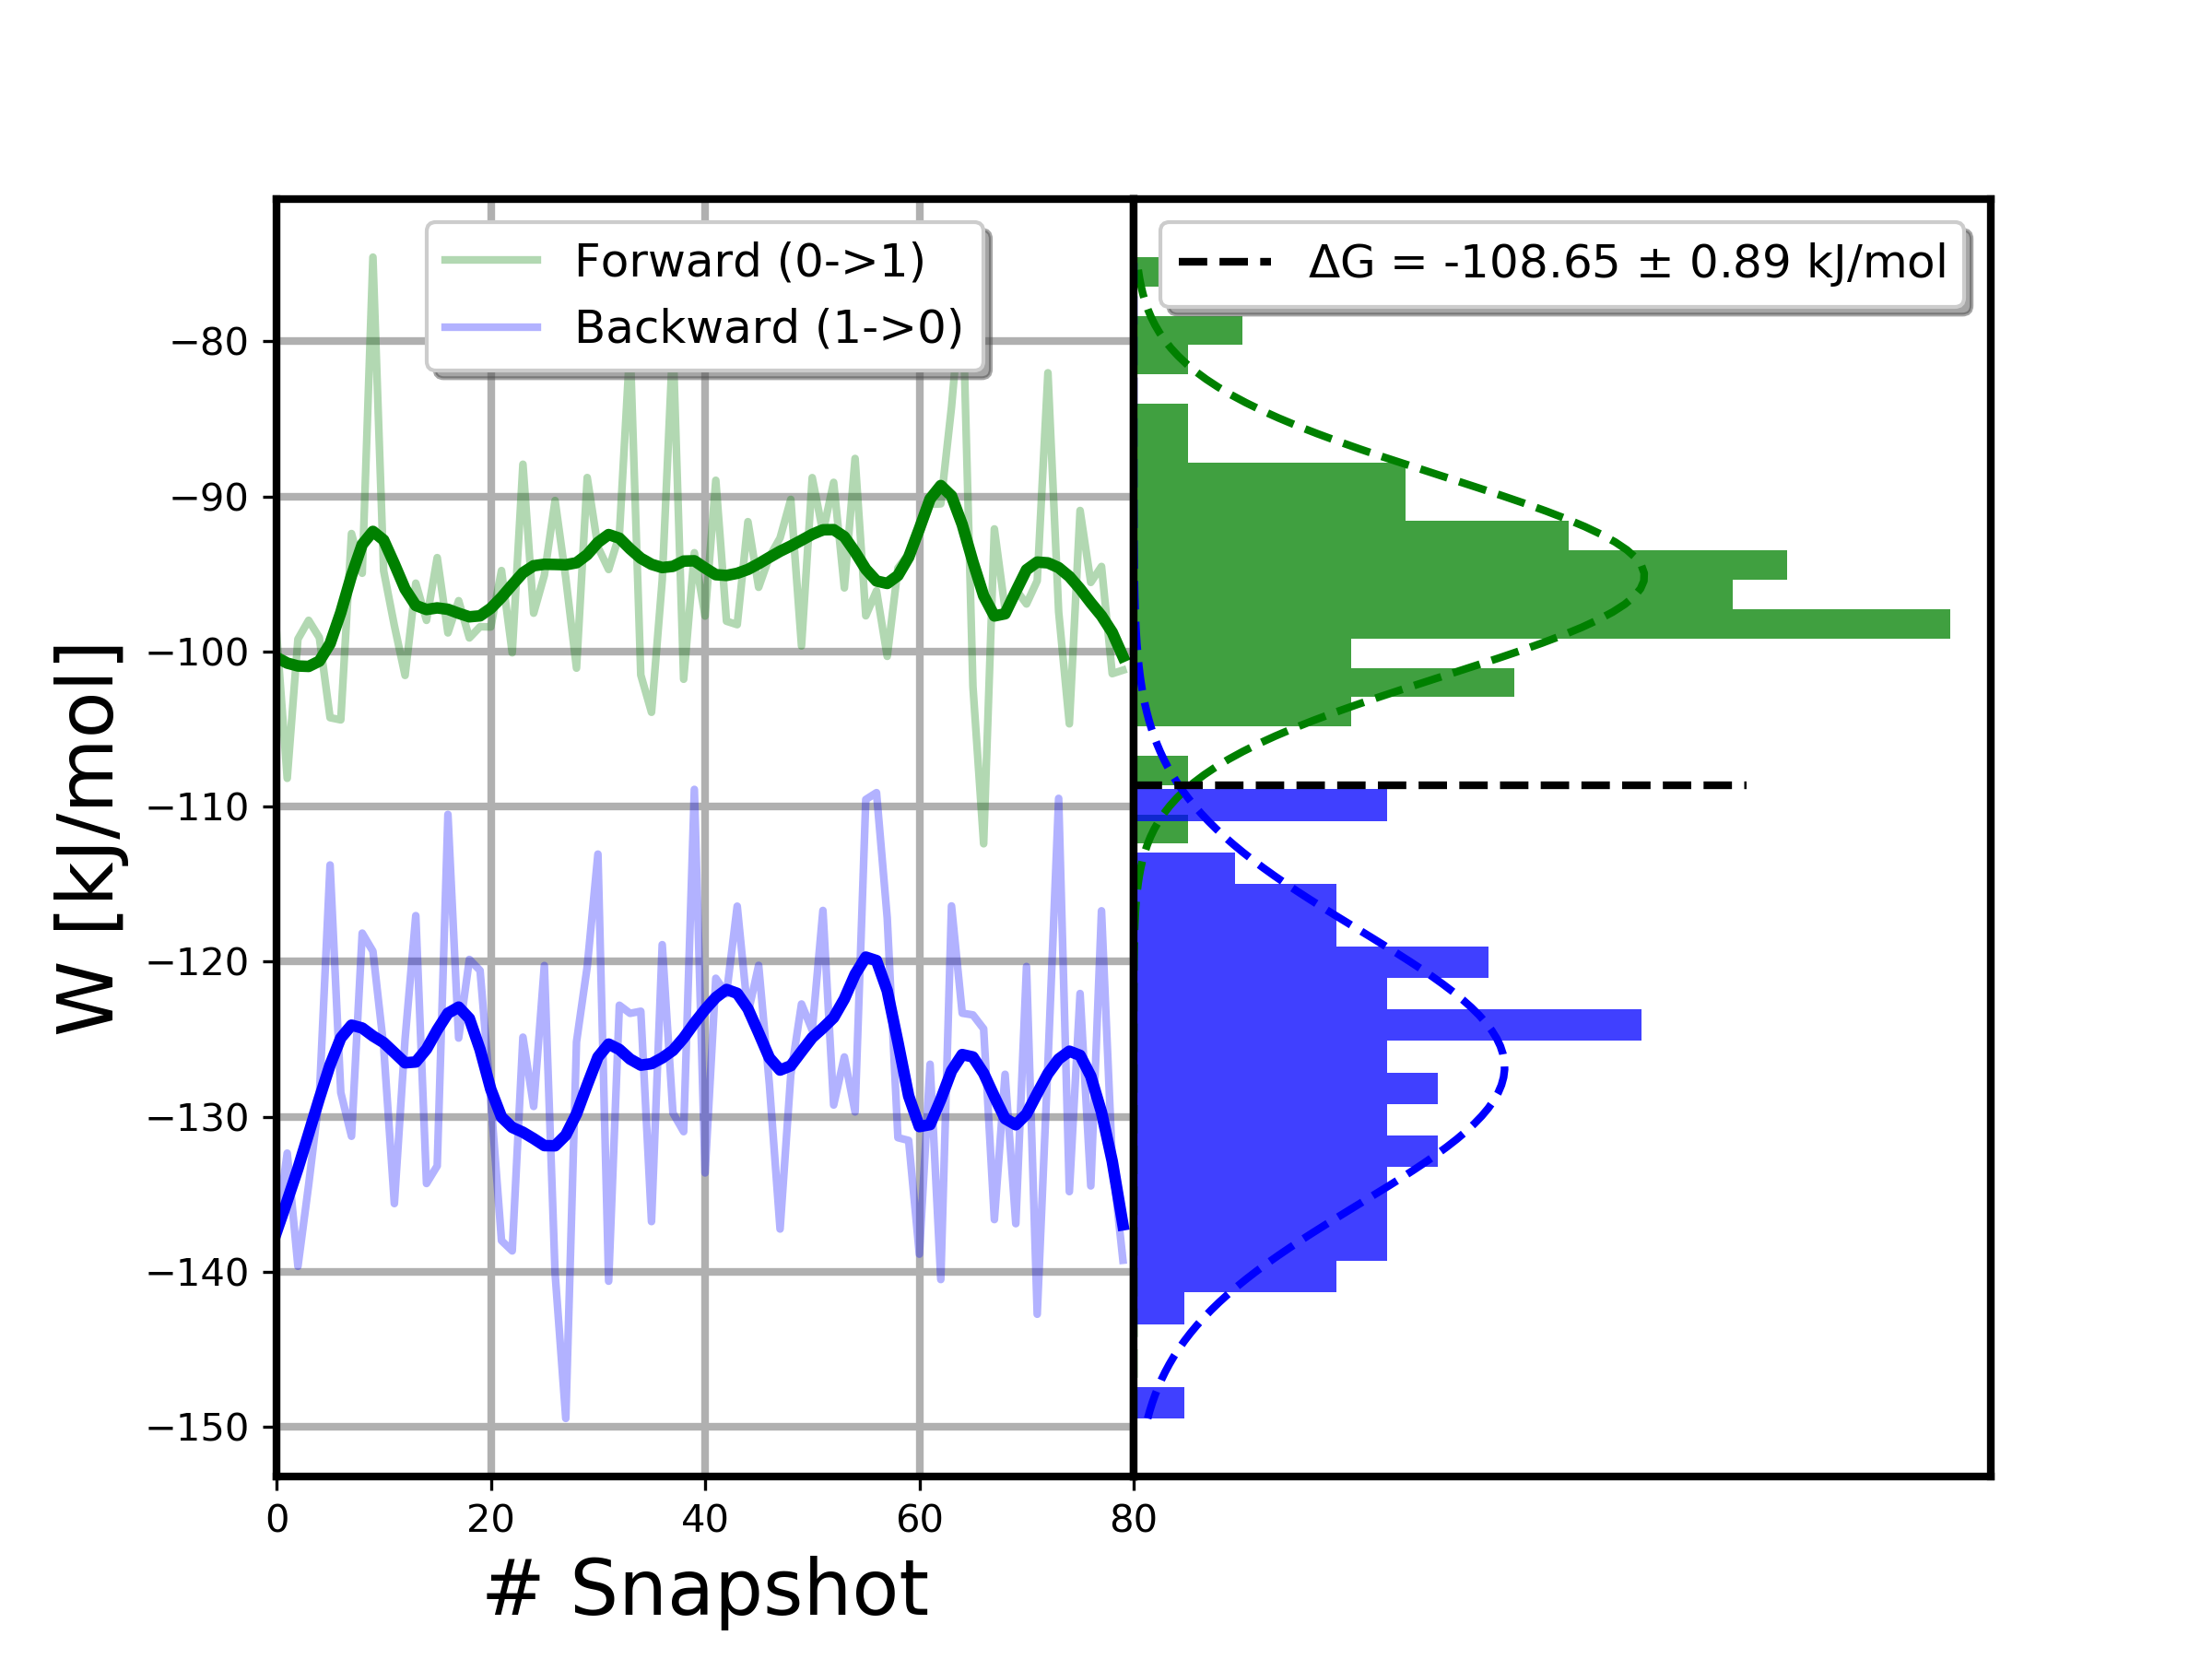 Forward (0->1)
Backward (1->0)
ΔG = -108.65 ± 0.89 kJ/mol
−80
−90
−100
−110
−120
−130
−140
−150
W [kJ/mol]
0 20 40 60 80
# Snapshot